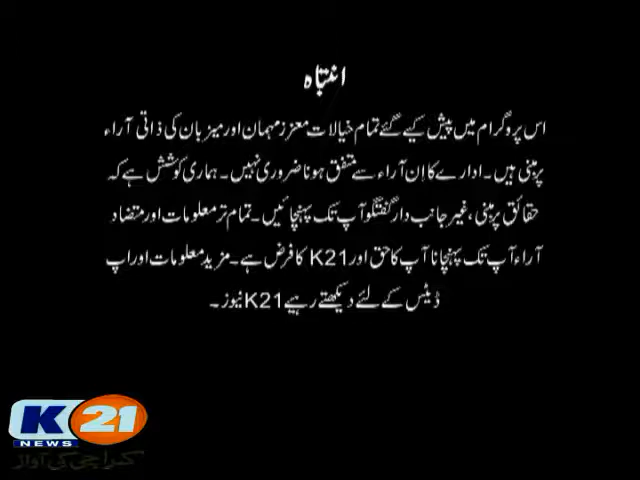 انتباہ
اس پروگرام میں پیش کیے گئے تمام خیالات معزز مہمان اور میزبان کی ذاتی آراء
پر مبنی ہیں۔ ادارے کا اِن آراء سے متفق ہونا ضروری نہیں۔ ہماری کوشش ہے کہ
حقائق پر مبنی، غیر جانب دار گفتگو آپ تک پہنچائیں۔ تمام تر معلومات اور متضاد
آراء آپ تک پہنچانا آپ کا حق اور K21 کا فرض ہے۔ مزید معلومات اور اپ
ڈیٹس کے لئے دیکھتے رہیے K21 نیوز۔
K21
NEWS
کراچی کی آواز